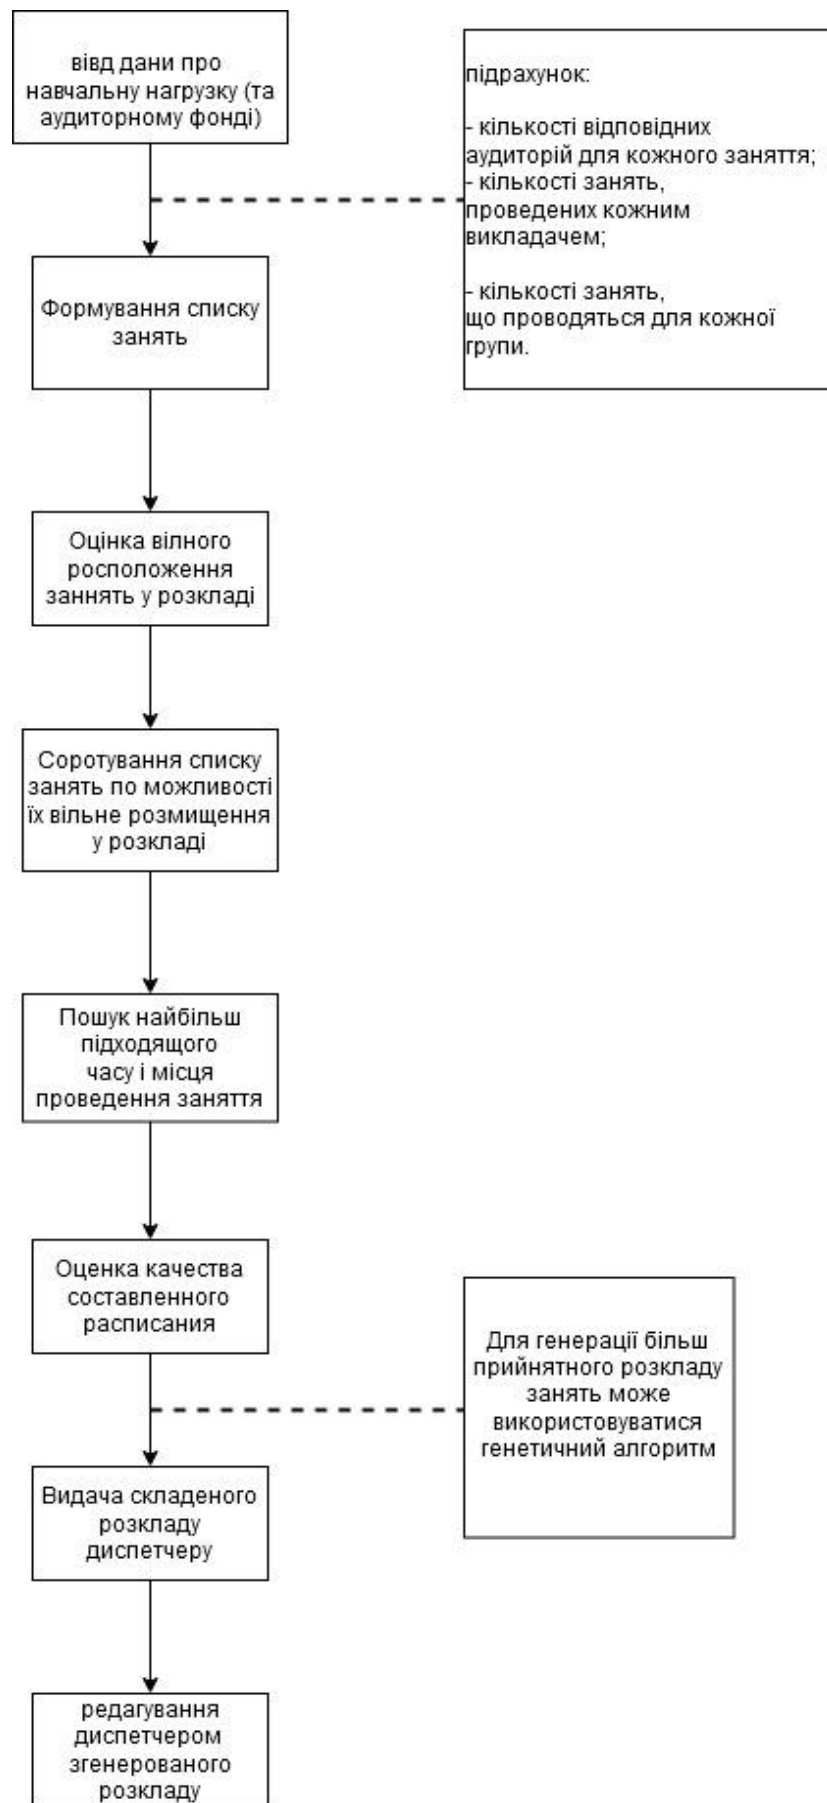 вівд дани про
навчальну нагрузку (та
аудиторному фонді)
підрахунок:
- кількості відповідних
аудиторій для кожного заняття;
- кількості занять,
проведених кожним
викладачем;
- кількості занять,
що проводяться для кожної
групи.
Формування списку
занять
Оцінка вілного
росположення
заннять у розкладі
Соротування списку
занять по можливості
їх вільне розмищення
у розкладі
Пошук найбільш
підходящого
часу і місця
проведення заняття
Оценка качества
составленного
расписания
Для генерації більш
прийнятного розкладу
занять може
використовуватися
генетичний алгоритм
Видача складеного
розкладу
диспетчеру
редагування
диспетчером
згенерованого
розкладу